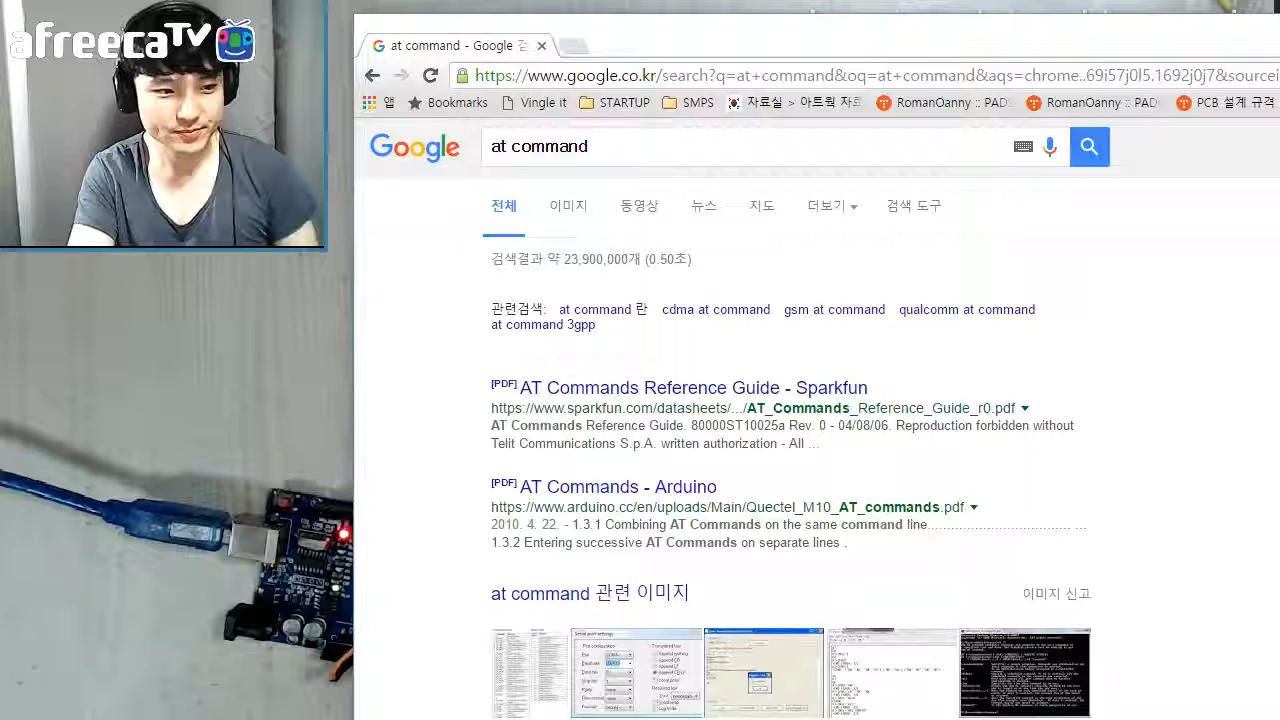 afreecaTV
at command - Google 검
https://www.google.co.kr/search?q=at+command&oq=at+command&aqs=chrome..69i57j0l5.1692j0j7&sourcei
앱 Bookmarks Vingle it STARTUP SMPS 자료실 > 아트웍 자료 RomanOanny :: PADS RomanOanny :: PADS PCB 설계 규격
Google at command
전체 이미지 동영상 뉴스 지도 더보기 검색 도구
검색결과 약 23,900,000개 (0.50초)
관련검색: at command 란 cdma at command gsm at command qualcomm at command
at command 3gpp
[PDF] AT Commands Reference Guide - Sparkfun
https://www.sparkfun.com/datasheets/.../AT_Commands_Reference_Guide_r0.pdf
AT Commands Reference Guide. 80000ST10025a Rev. 0 - 04/08/06. Reproduction forbidden without
Telit Communications S.p.A. written authorization - All ...
[PDF] AT Commands - Arduino
https://www.arduino.cc/en/uploads/Main/Quectel_M10_AT_commands.pdf
2010. 4. 22. - 1.3.1 Combining AT Commands on the same command line................................ ...
1.3.2 Entering successive AT Commands on separate lines .
at command 관련 이미지 이미지 신고